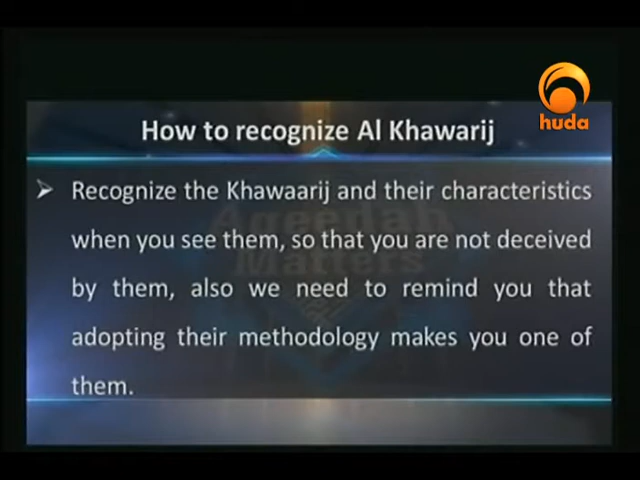 huda
How to recognize Al Khawarij
➢ Recognize the Khawaarij and their characteristics
when you see them, so that you are not deceived
by them, also we need to remind you that
adopting their methodology makes you one of
them.
Aqeedah
Matters